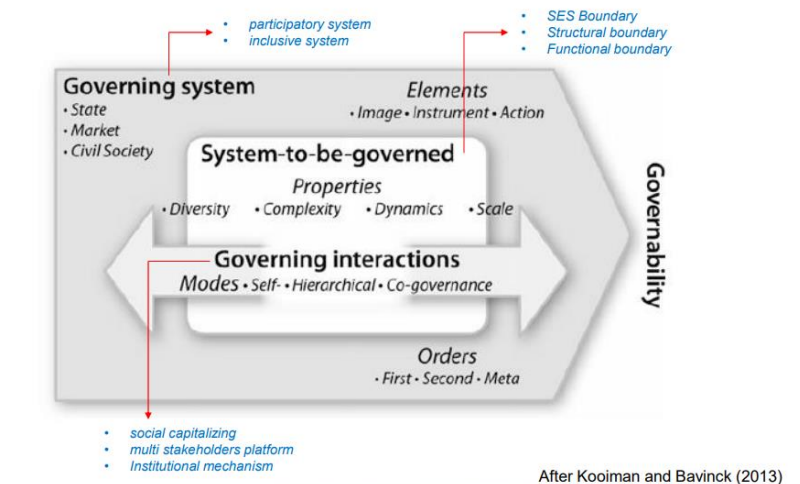 • participatory system
• inclusive system
• SES Boundary
• Structural boundary
• Functional boundary
Governing system
• State
• Market
• Civil Society
Elements
• Image • Instrument • Action
System-to-be-governed
Properties
• Diversity • Complexity • Dynamics • Scale
Governing interactions
Modes • Self- • Hierarchical • Co-governance
Orders
• First • Second • Meta
Governability
• social capitalizing
• multi stakeholders platform
• Institutional mechanism
After Kooiman and Bavinck (2013)